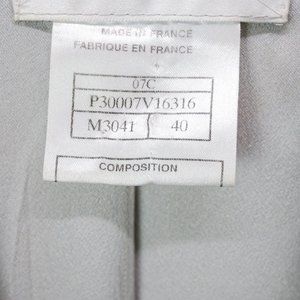 MADE IN FRANCE
FABRIQUE EN FRANCE
07C
P30007V16316
M3041 40
COMPOSITION